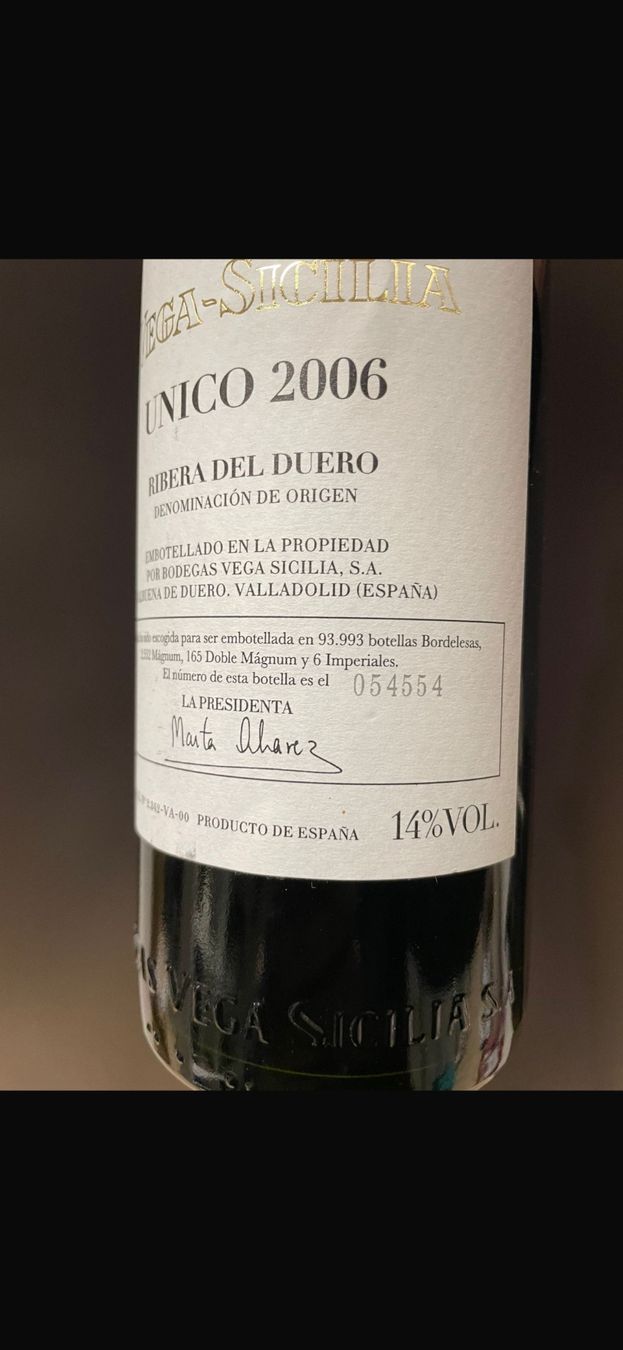 VEGA-SICILIA
UNICO 2006
RIBERA DEL DUERO
DENOMINACIÓN DE ORIGEN
EMBOTELLADO EN LA PROPIEDAD
POR BODEGAS VEGA SICILIA, S.A.
DE DUERO. VALLADOLID (ESPAÑA)
escogida para ser embotellada en 93.993 botellas Bordelesas,
Mágnum, 165 Doble Mágnum y 6 Imperiales.
El número de esta botella es el 054554
LA PRESIDENTA
Marta Alvarez
-VA-00 PRODUCTO DE ESPAÑA 14%VOL.
VEGA SICILIA S.A